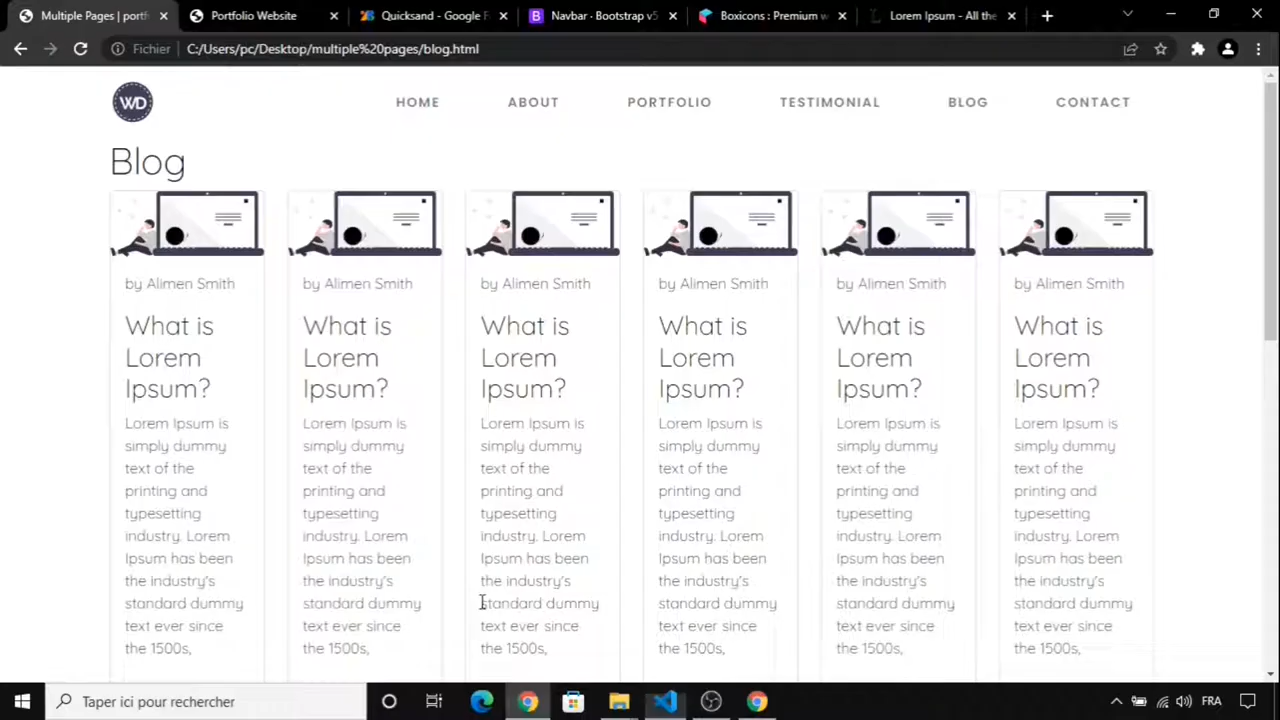 Multiple Pages | portf
Portfolio Website
Quicksand - Google F
Navbar · Bootstrap v5
Boxicons : Premium w
Lorem Ipsum - All the
Fichier
C:/Users/pc/Desktop/multiple%20pages/blog.html
WD
HOME
ABOUT
PORTFOLIO
TESTIMONIAL
BLOG
CONTACT
Blog
by Alimen Smith
What is
Lorem
Ipsum?
Lorem Ipsum is
simply dummy
text of the
printing and
typesetting
industry. Lorem
Ipsum has been
the industry's
standard dummy
text ever since
the 1500s,
by Alimen Smith
What is
Lorem
Ipsum?
Lorem Ipsum is
simply dummy
text of the
printing and
typesetting
industry. Lorem
Ipsum has been
the industry's
standard dummy
text ever since
the 1500s,
by Alimen Smith
What is
Lorem
Ipsum?
Lorem Ipsum is
simply dummy
text of the
printing and
typesetting
industry. Lorem
Ipsum has been
the industry's
standard dummy
text ever since
the 1500s,
by Alimen Smith
What is
Lorem
Ipsum?
Lorem Ipsum is
simply dummy
text of the
printing and
typesetting
industry. Lorem
Ipsum has been
the industry's
standard dummy
text ever since
the 1500s,
by Alimen Smith
What is
Lorem
Ipsum?
Lorem Ipsum is
simply dummy
text of the
printing and
typesetting
industry. Lorem
Ipsum has been
the industry's
standard dummy
text ever since
the 1500s,
by Alimen Smith
What is
Lorem
Ipsum?
Lorem Ipsum is
simply dummy
text of the
printing and
typesetting
industry. Lorem
Ipsum has been
the industry's
standard dummy
text ever since
the 1500s,
Taper ici pour rechercher
FRA